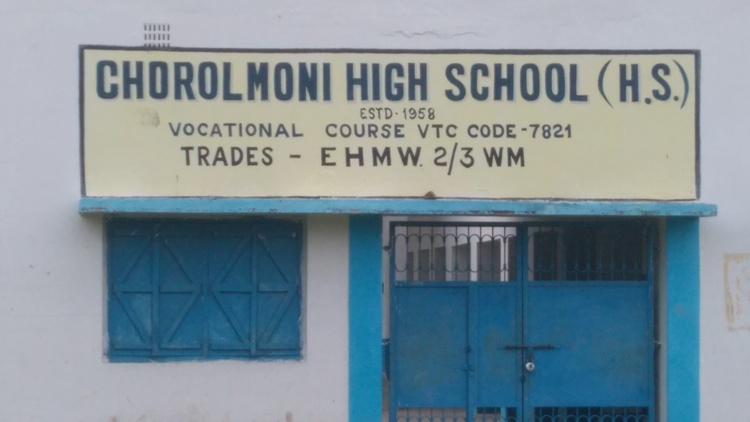 CHOROLMONI HIGH SCHOOL (H.S.)
ESTD-1958
VOCATIONAL COURSE VTC CODE-7821
TRADES - EHMW. 2/3 WM